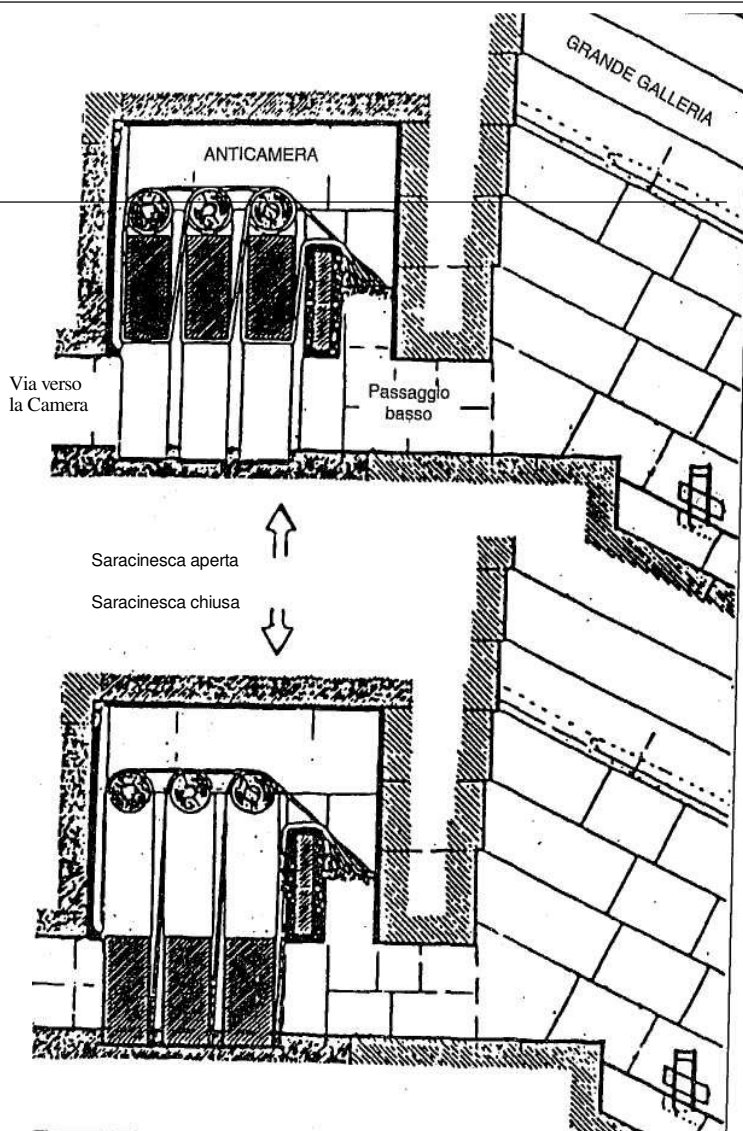 GRANDE GALLERIA
ANTICAMERA
Via verso
la Camera
Passaggio
basso
Saracinesca aperta
Saracinesca chiusa